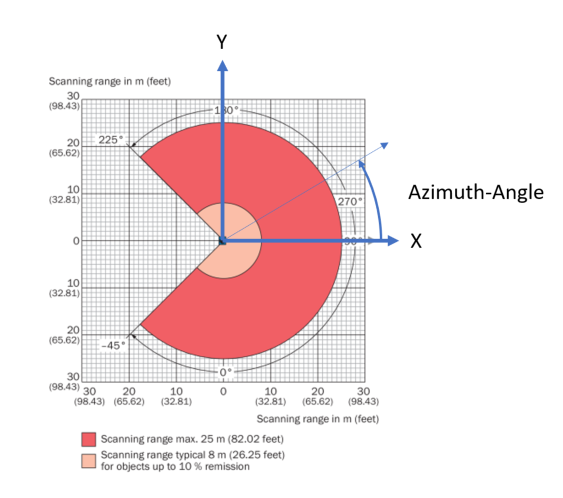 Y
Scanning range in m (feet)
30
(98.43)
180°
225°
20
(65.62)
Azimuth-Angle
10
(32.81)
270°
0
90°
X
10
(32.81)
20
(65.62)
–45°
0°
30
(98.43)
30 20 10 0 10 20 30
(98.43) (65.62) (32.81) (32.81) (65.62) (98.43)
Scanning range in m (feet)
Scanning range max. 25 m (82.02 feet)
Scanning range typical 8 m (26.25 feet)
for objects up to 10 % remission